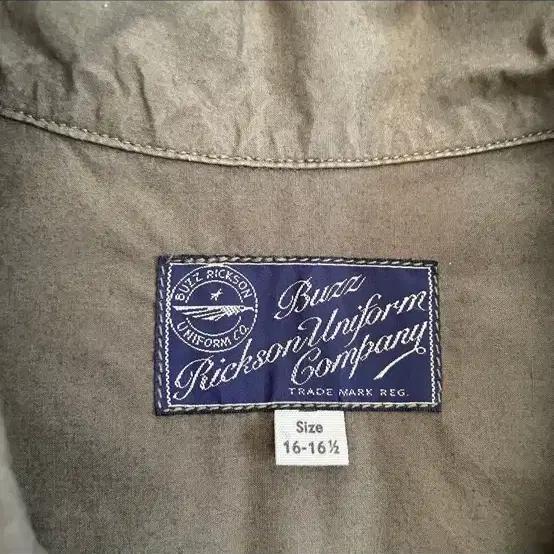 BUZZ RICKSON
UNIFORM CO.
Buzz
Rickson Uniform
Company
TRADE MARK REG.
Size
16-16½